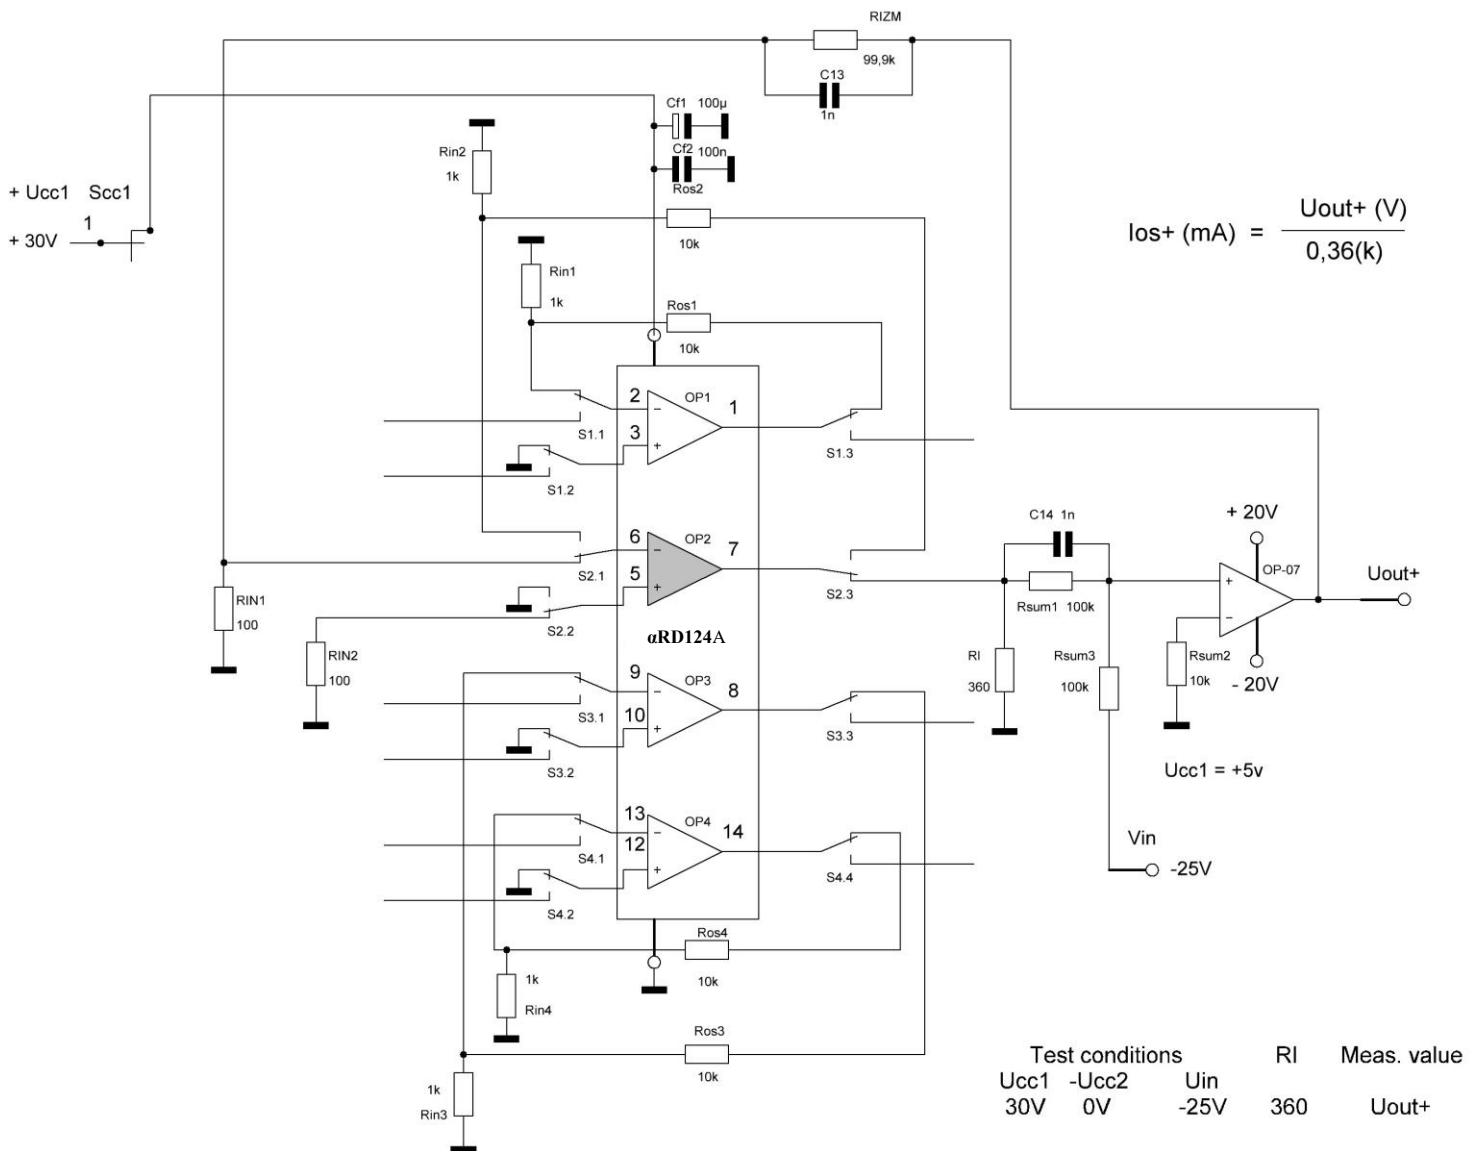 RIZM
99,9k
C13
1n
Cf1 100µ
Cf2 100n
Rin2
1k
Ros2
10k
+ Ucc1 Scc1
1
+ 30V
Ios+ (mA) = Uout+ (V)
0,36(k)
Rin1
1k
Ros1
10k
2
−
OP1
1
3
+
S1.1
S1.2
S1.3
6
−
OP2
7
5
+
S2.1
S2.2
S2.3
αRD124A
RIN1
100
RIN2
100
C14 1n
Rsum1 100k
+ 20V
+
OP-07
−
Uout+
RI
360
Rsum3
100k
Rsum2
10k
- 20V
Ucc1 = +5v
Vin
-25V
9
−
OP3
8
10
+
S3.1
S3.2
S3.3
13
−
OP4
14
12
+
S4.1
S4.2
S4.4
Ros4
10k
1k
Rin4
Ros3
10k
1k
Rin3
Test conditions RI Meas. value
Ucc1 -Ucc2 Uin
30V 0V -25V 360 Uout+